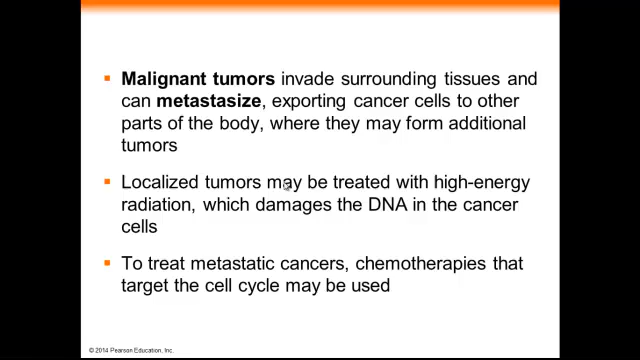 Malignant tumors invade surrounding tissues and
can metastasize, exporting cancer cells to other
parts of the body, where they may form additional
tumors
Localized tumors may be treated with high-energy
radiation, which damages the DNA in the cancer
cells
To treat metastatic cancers, chemotherapies that
target the cell cycle may be used
© 2014 Pearson Education, Inc.